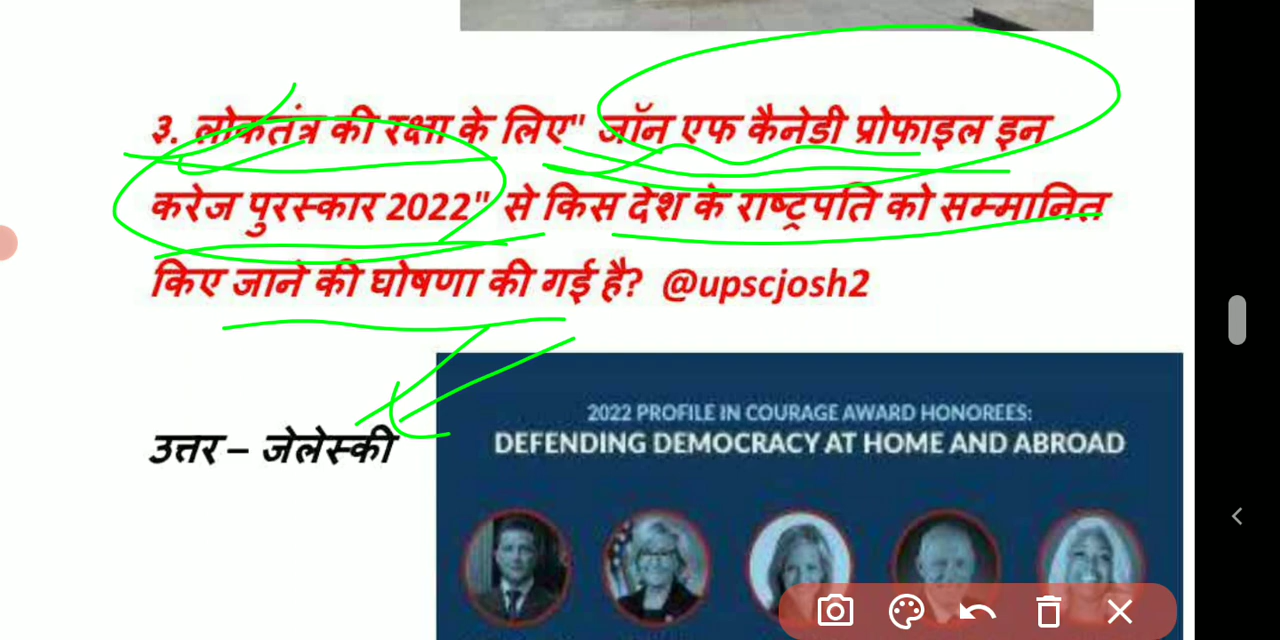 ३. लोकतंत्र की रक्षा के लिए" जॉन एफ कैनेडी प्रोफाइल इन
करेज पुरस्कार 2022" से किस देश के राष्ट्रपति को सम्मानित
किए जाने की घोषणा की गई है? @upscjosh2
2022 PROFILE IN COURAGE AWARD HONOREES:
DEFENDING DEMOCRACY AT HOME AND ABROAD
उत्तर – जेलेस्की